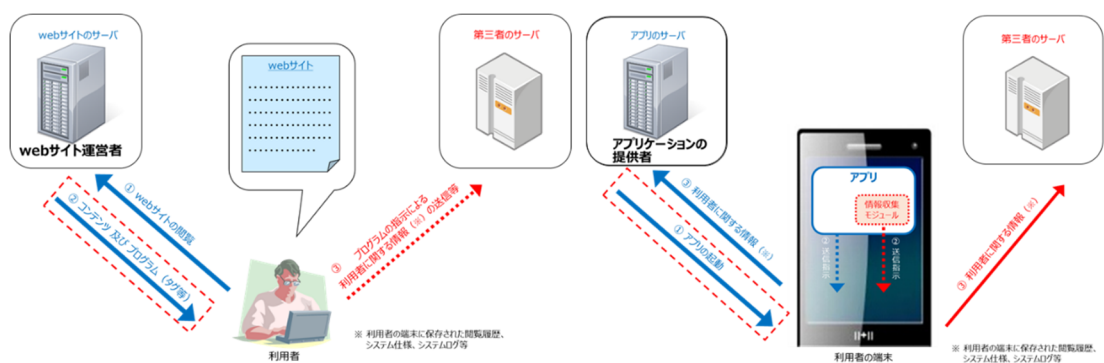 webサイトのサーバ
webサイト運営者
webサイト
第三者のサーバ
① webサイトの閲覧
② コンテンツ 及び プログラム(タグ等)
③ プログラムの指示による
利用者に関する情報(※)の送信等
利用者
※ 利用者の端末に保存された閲覧履歴、
システム仕様、システムログ等
アプリのサーバ
アプリケーションの
提供者
第三者のサーバ
② 利用者に関する情報(※)
① アプリの起動
アプリ
情報収集
モジュール
送信指示
② 送信指示
③ 利用者に関する情報(※)
利用者の端末
※ 利用者の端末に保存された閲覧履歴、
システム仕様、システムログ等